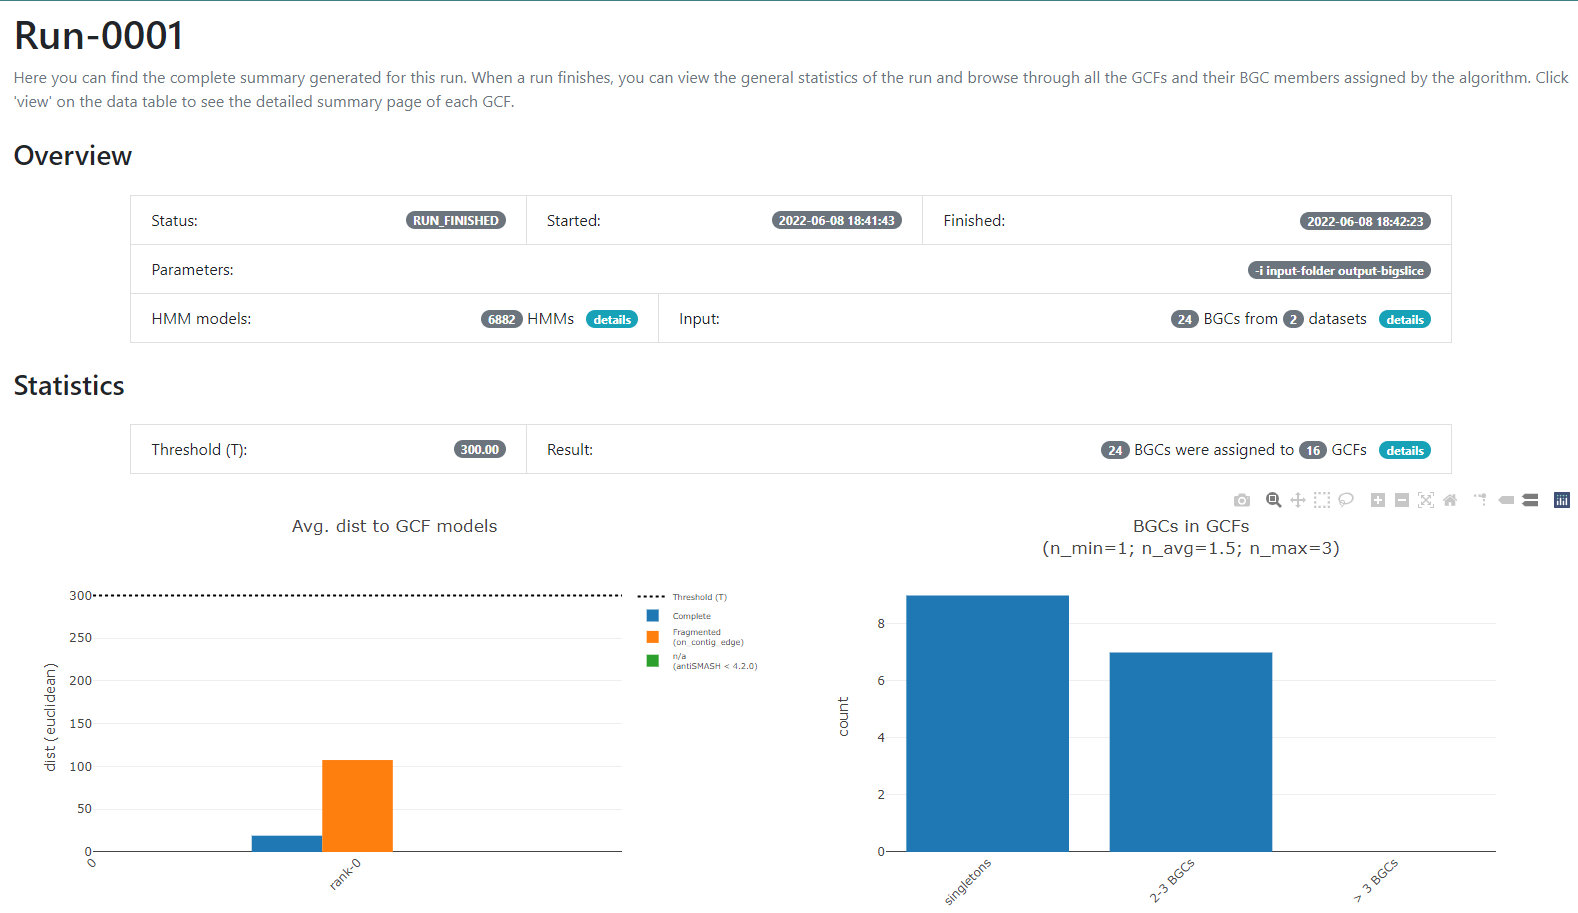 Run-0001
Here you can find the complete summary generated for this run. When a run finishes, you can view the general statistics of the run and browse through all the GCFs and their BGC members assigned by the algorithm. Click
'view' on the data table to see the detailed summary page of each GCF.
Overview
Status: RUN_FINISHED Started: 2022-06-08 18:41:43 Finished: 2022-06-08 18:42:23
Parameters: -i input-folder output-bigslice
HMM models: 6882 HMMs details Input: 24 BGCs from 2 datasets details
Statistics
Threshold (T): 300.00 Result: 24 BGCs were assigned to 16 GCFs details
Avg. dist to GCF models
300
250
200
150
100
50
0
dist (euclidean)
0
rank-0
Threshold (T)
Complete
Fragmented
(on_contig_edge)
n/a
(antiSMASH < 4.2.0)
BGCs in GCFs
(n_min=1; n_avg=1.5; n_max=3)
8
6
4
2
0
count
singletons
2-3 BGCs
> 3 BGCs